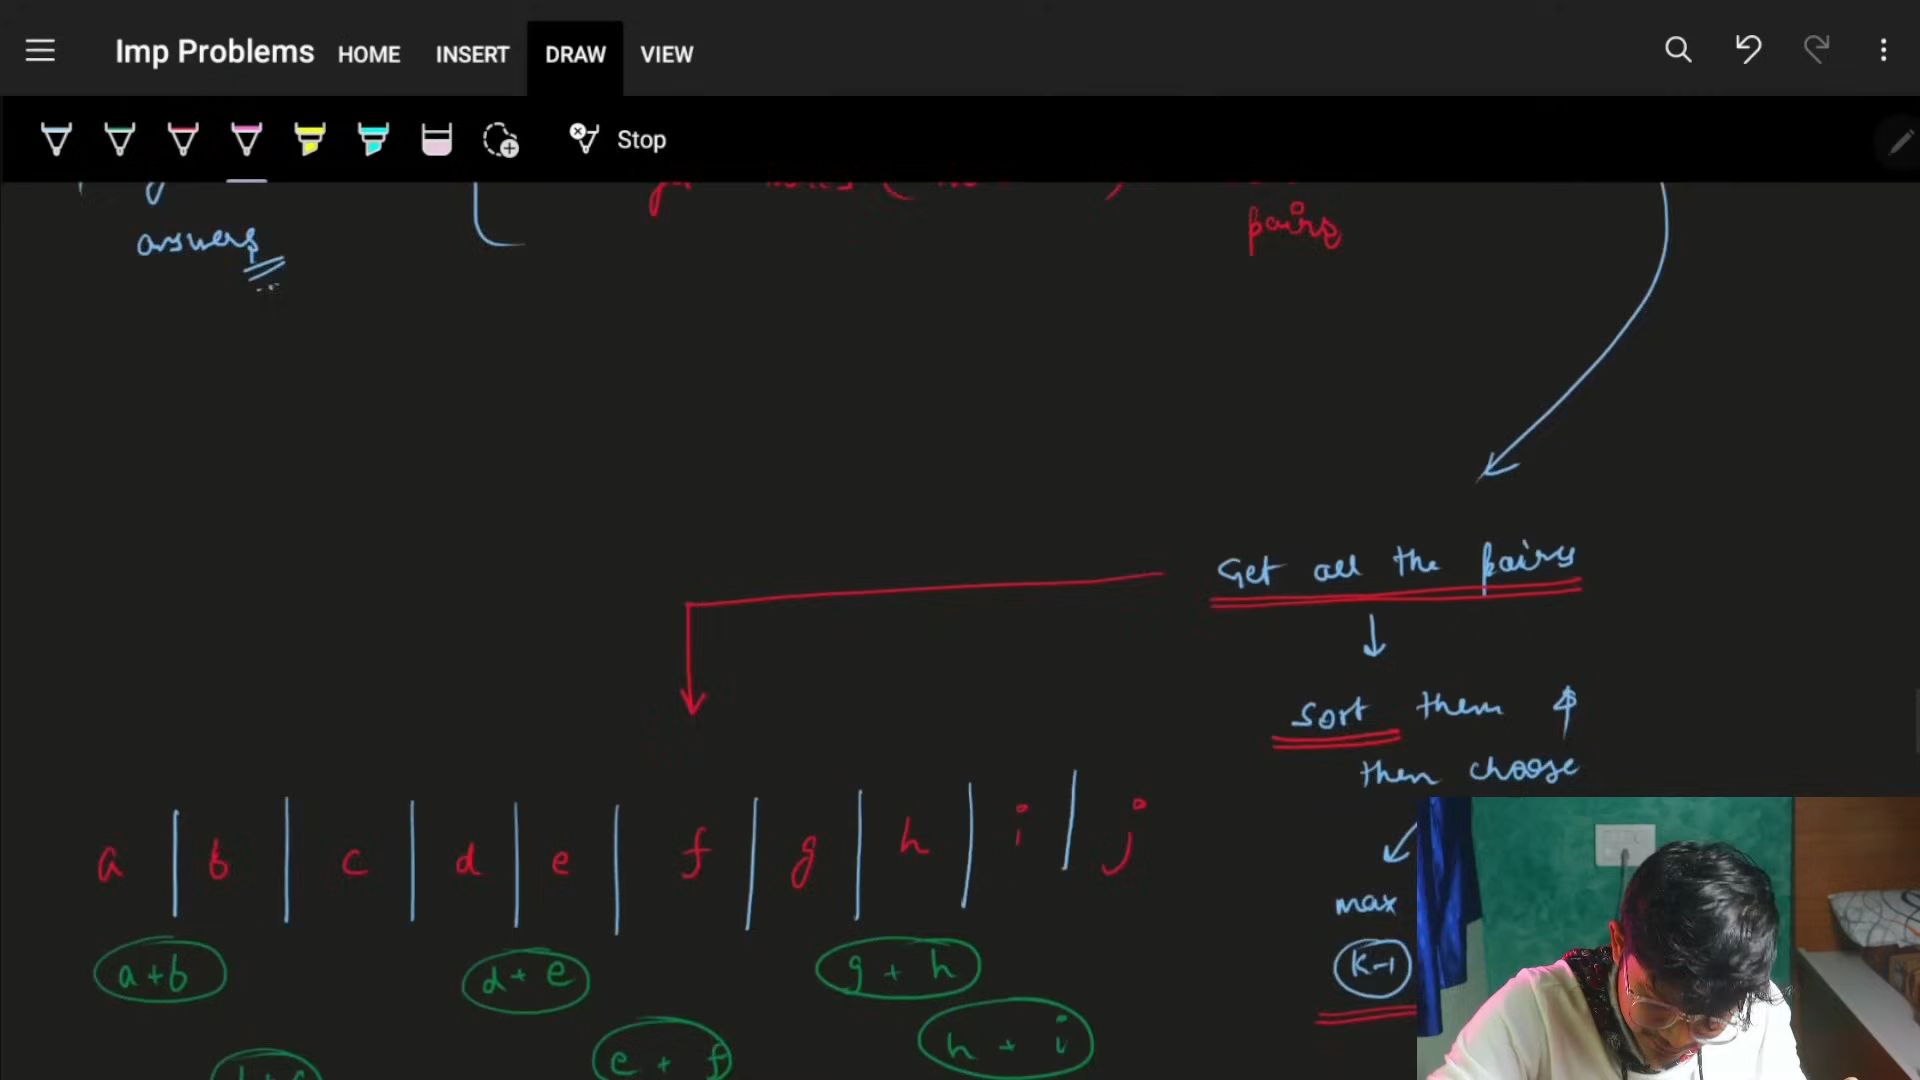 Imp Problems HOME INSERT DRAW VIEW
Stop
answers
pairs
Get all the pairs
Sort them &
then choose
a | b | c | d | e | f | g | h | i | j
max
a+b d+e g + h
K-1
e + f h + i